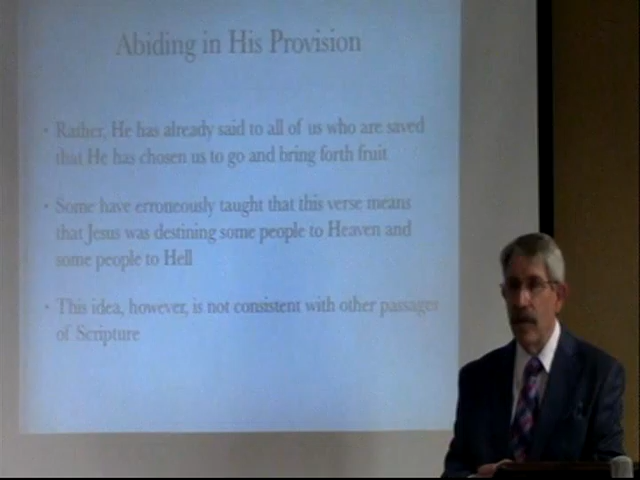 Abiding in His Provision
• Rather, He has already said to all of us who are saved
that He has chosen us to go and bring forth fruit
• Some have erroneously taught that this verse means
that Jesus was destining some people to Heaven and
some people to Hell
• This idea, however, is not consistent with other passages
of Scripture